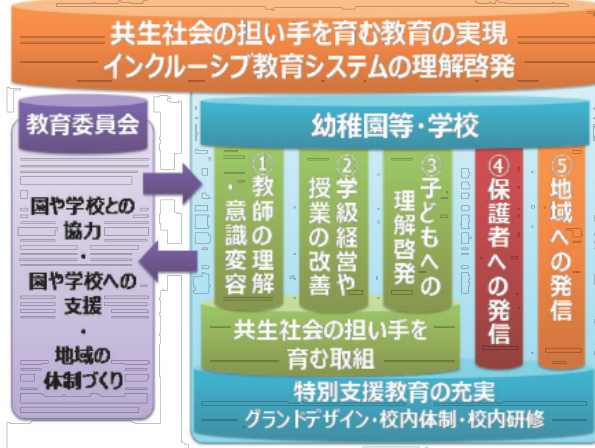 共生社会の担い手を育む教育の実現
インクルーシブ教育システムの理解啓発
教育委員会
園や学校との
協力
・
園や学校への
支援
・
地域の
体制づくり
幼稚園等・学校
①教師の理解
・意識変容
②学級経営や
授業の改善
③子どもへの
理解啓発
④保護者への発信
⑤地域への発信
共生社会の担い手を
育む取組
特別支援教育の充実
グランドデザイン・校内体制・校内研修